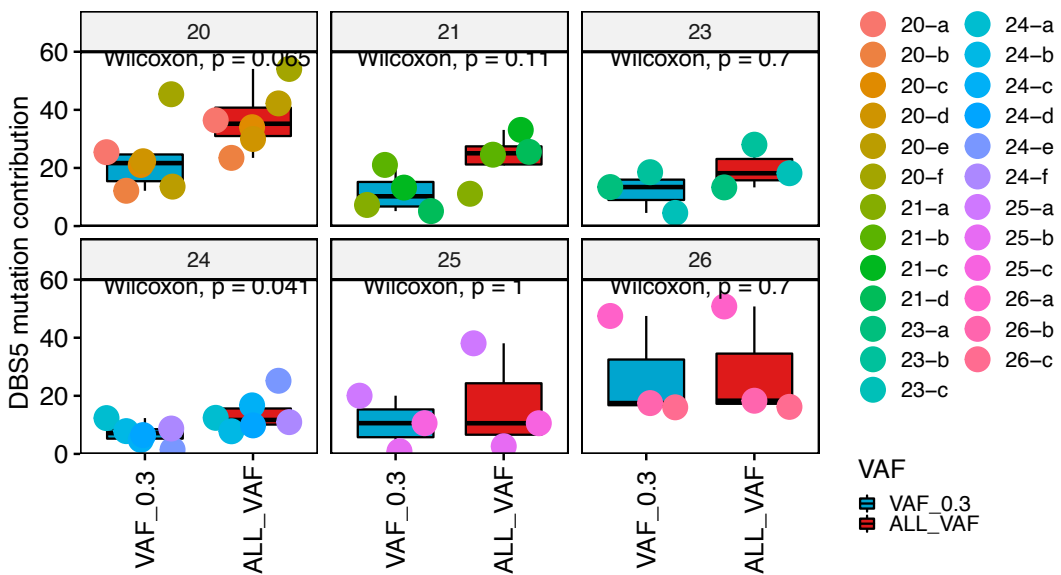 20
21
23
60
40
20
0
Wilcoxon, p = 0.065
Wilcoxon, p = 0.11
Wilcoxon, p = 0.7
24
25
26
60
40
20
0
Wilcoxon, p = 0.041
Wilcoxon, p = 1
Wilcoxon, p = 0.7
DBS5 mutation contribution
VAF_0.3
ALL_VAF
VAF_0.3
ALL_VAF
VAF_0.3
ALL_VAF
20-a
20-b
20-c
20-d
20-e
20-f
21-a
21-b
21-c
21-d
23-a
23-b
23-c
24-a
24-b
24-c
24-d
24-e
24-f
25-a
25-b
25-c
26-a
26-b
26-c
VAF
VAF_0.3
ALL_VAF